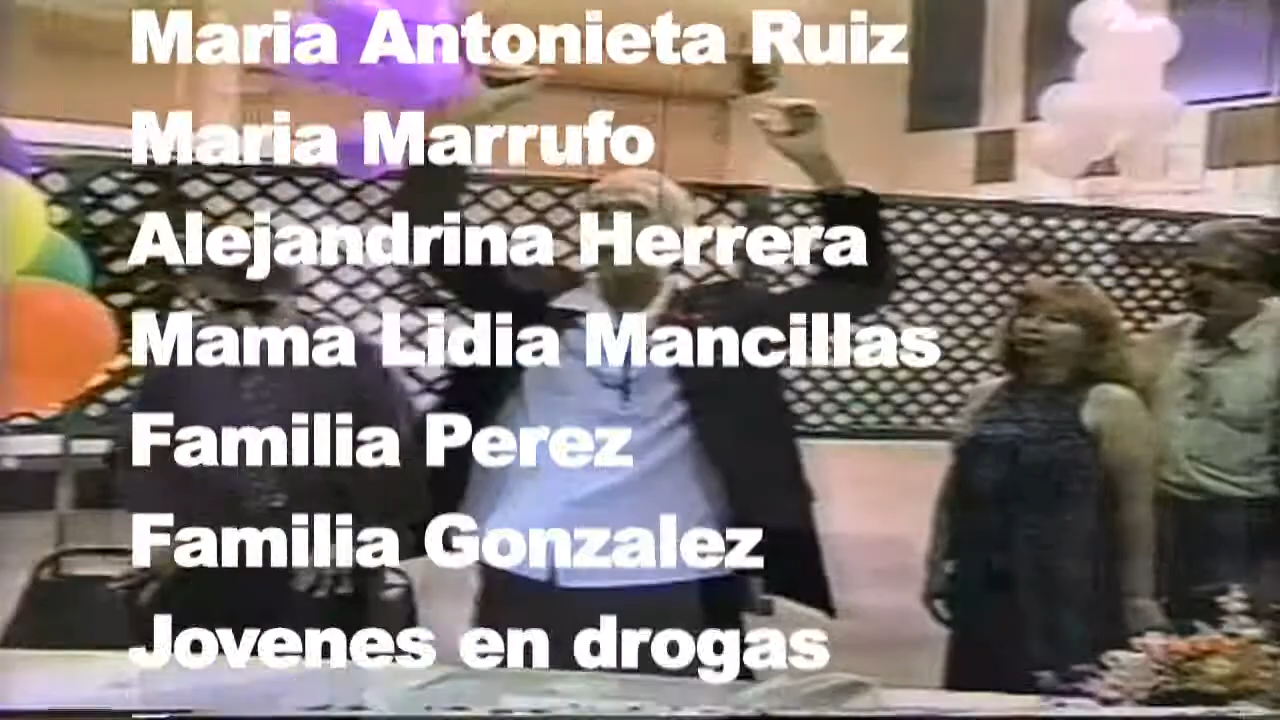 Maria Antonieta Ruiz
Maria Marrufo
Alejandrina Herrera
Mama Lidia Mancillas
Familia Perez
Familia Gonzalez
Jovenes en drogas